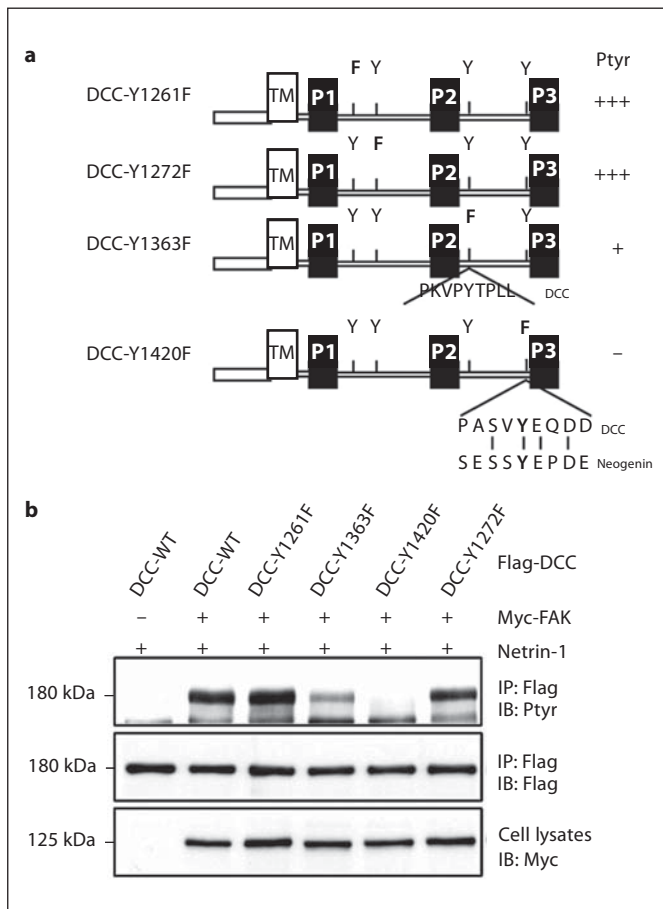 a
F Y Y Y Ptyr
DCC-Y1261F TM P1 P2 P3 +++
Y F Y Y
DCC-Y1272F TM P1 P2 P3 +++
Y Y F Y
DCC-Y1363F TM P1 P2 P3 +
PKVPYTPLL DCC
Y Y Y F
DCC-Y1420F TM P1 P2 P3 –
P A S V Y E Q D D DCC
S E S S Y E P D E Neogenin
b
DCC-WT DCC-WT DCC-Y1261F DCC-Y1363F DCC-Y1420F DCC-Y1272F Flag-DCC
– + + + + + Myc-FAK
+ + + + + + Netrin-1
180 kDa IP: Flag
IB: Ptyr
180 kDa IP: Flag
IB: Flag
125 kDa Cell lysates
IB: Myc